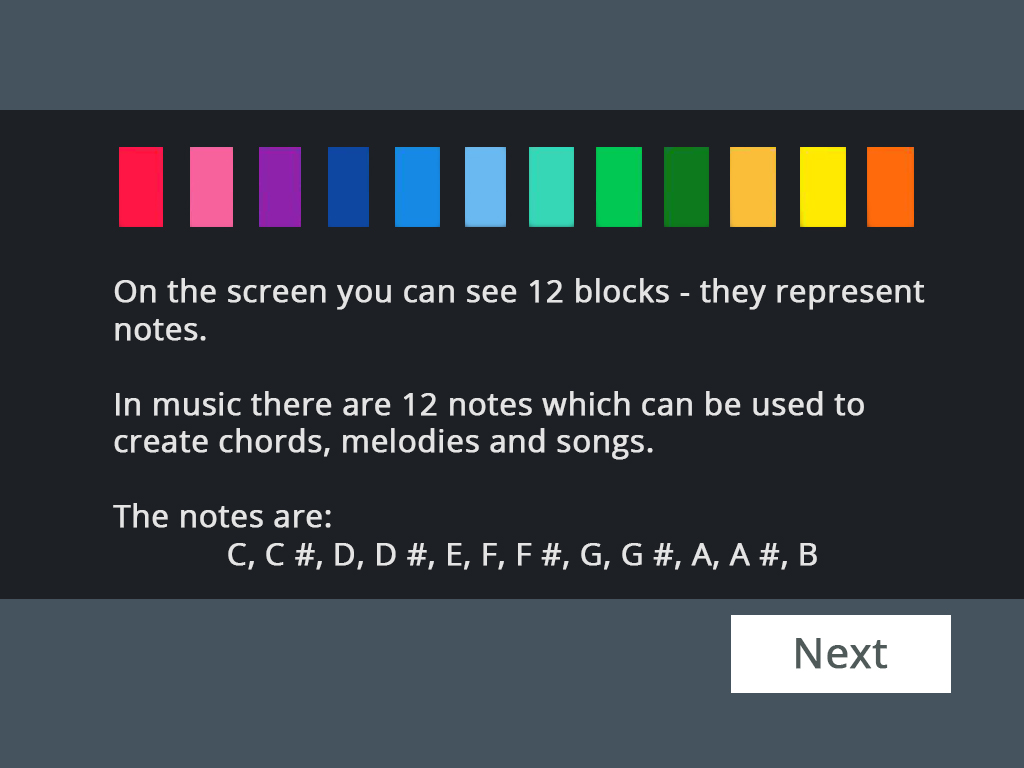 On the screen you can see 12 blocks - they represent
notes.
In music there are 12 notes which can be used to
create chords, melodies and songs.
The notes are:
C, C #, D, D #, E, F, F #, G, G #, A, A #, B
Next